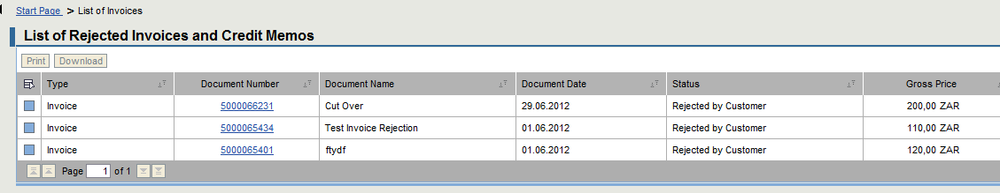 Start Page > List of Invoices
List of Rejected Invoices and Credit Memos
Print Download
Type Document Number Document Name Document Date Status Gross Price
Invoice 5000066231 Cut Over 29.06.2012 Rejected by Customer 200,00 ZAR
Invoice 5000065434 Test Invoice Rejection 01.06.2012 Rejected by Customer 110,00 ZAR
Invoice 5000065401 ftydf 01.06.2012 Rejected by Customer 120,00 ZAR
Page 1 of 1